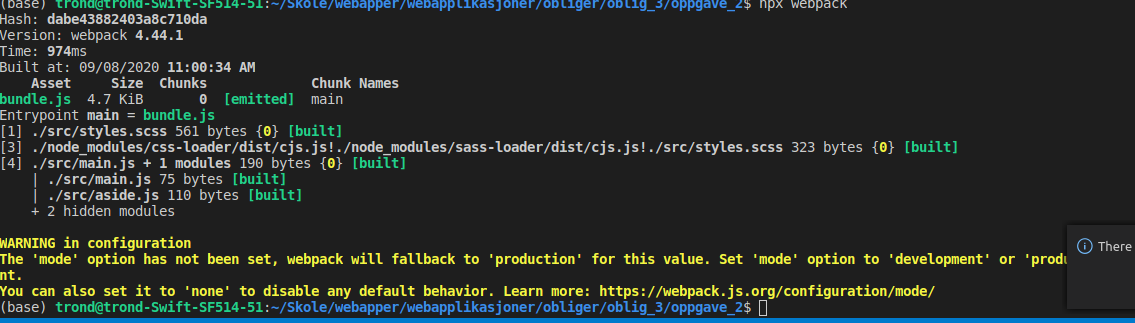 (base) trond@trond-Swift-SF514-51:~/Skole/webapper/webapplikasjoner/obliger/oblig_3/oppgave_2$ npx webpack
Hash: dabe43882403a8c710da
Version: webpack 4.44.1
Time: 974ms
Built at: 09/08/2020 11:00:34 AM
    Asset     Size  Chunks             Chunk Names
bundle.js  4.7 KiB       0  [emitted]  main
Entrypoint main = bundle.js
[1] ./src/styles.scss 561 bytes {0} [built]
[3] ./node_modules/css-loader/dist/cjs.js!./node_modules/sass-loader/dist/cjs.js!./src/styles.scss 323 bytes {0} [built]
[4] ./src/main.js + 1 modules 190 bytes {0} [built]
    | ./src/main.js 75 bytes [built]
    | ./src/aside.js 110 bytes [built]
    + 2 hidden modules
WARNING in configuration
The 'mode' option has not been set, webpack will fallback to 'production' for this value. Set 'mode' option to 'development' or 'produ
There
nt.
You can also set it to 'none' to disable any default behavior. Learn more: https://webpack.js.org/configuration/mode/
(base) trond@trond-Swift-SF514-51:~/Skole/webapper/webapplikasjoner/obliger/oblig_3/oppgave_2$